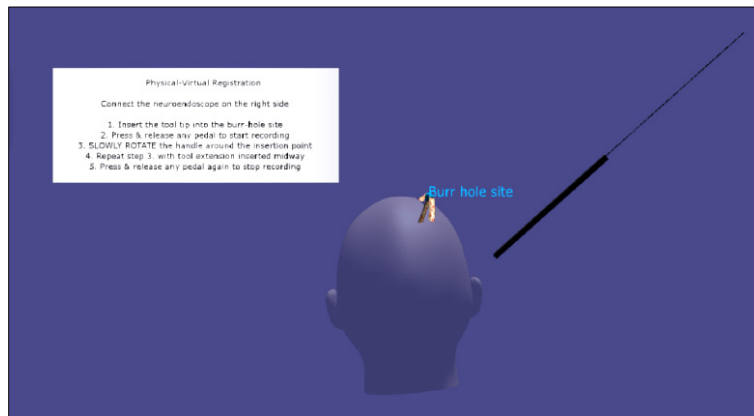 Physical-Virtual Registration
Connect the neuroendoscope on the right side
1. Insert the tool tip into the burr-hole site
2. Press & release any pedal to start recording
3. SLOWLY ROTATE the handle around the insertion point
4. Repeat step 3. with tool extension inserted midway
5. Press & release any pedal again to stop recording
Burr hole site